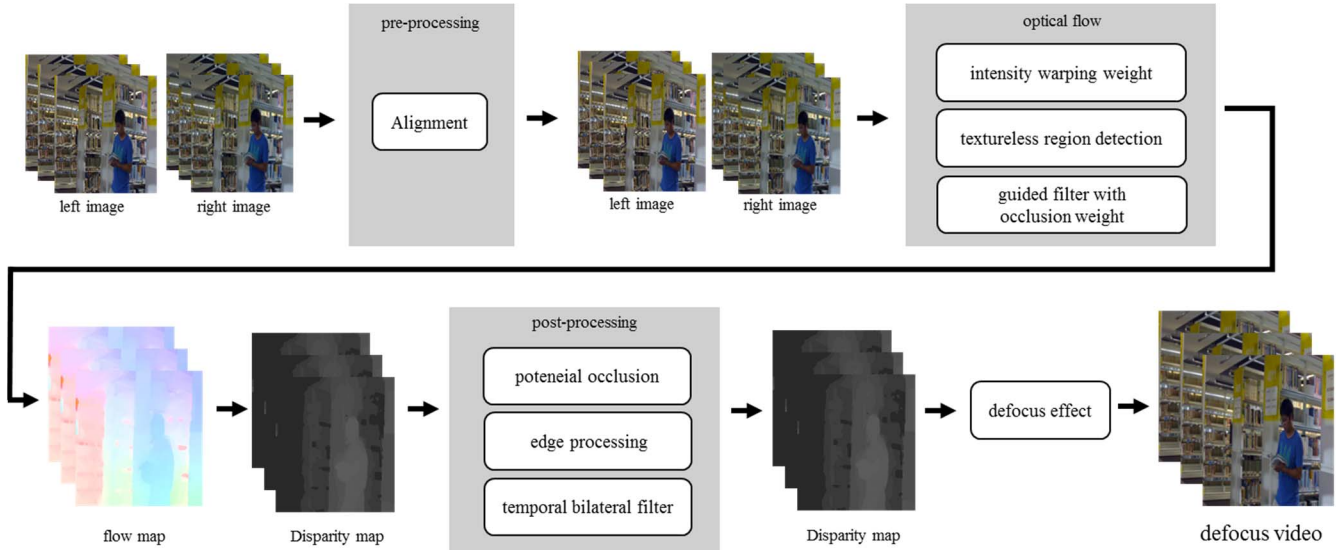 pre-processing
optical flow
Alignment
intensity warping weight
textureless region detection
guided filter with
occlusion weight
left image
right image
left image
right image
post-processing
poteneial occlusion
edge processing
temporal bilateral filter
defocus effect
flow map
Disparity map
Disparity map
defocus video